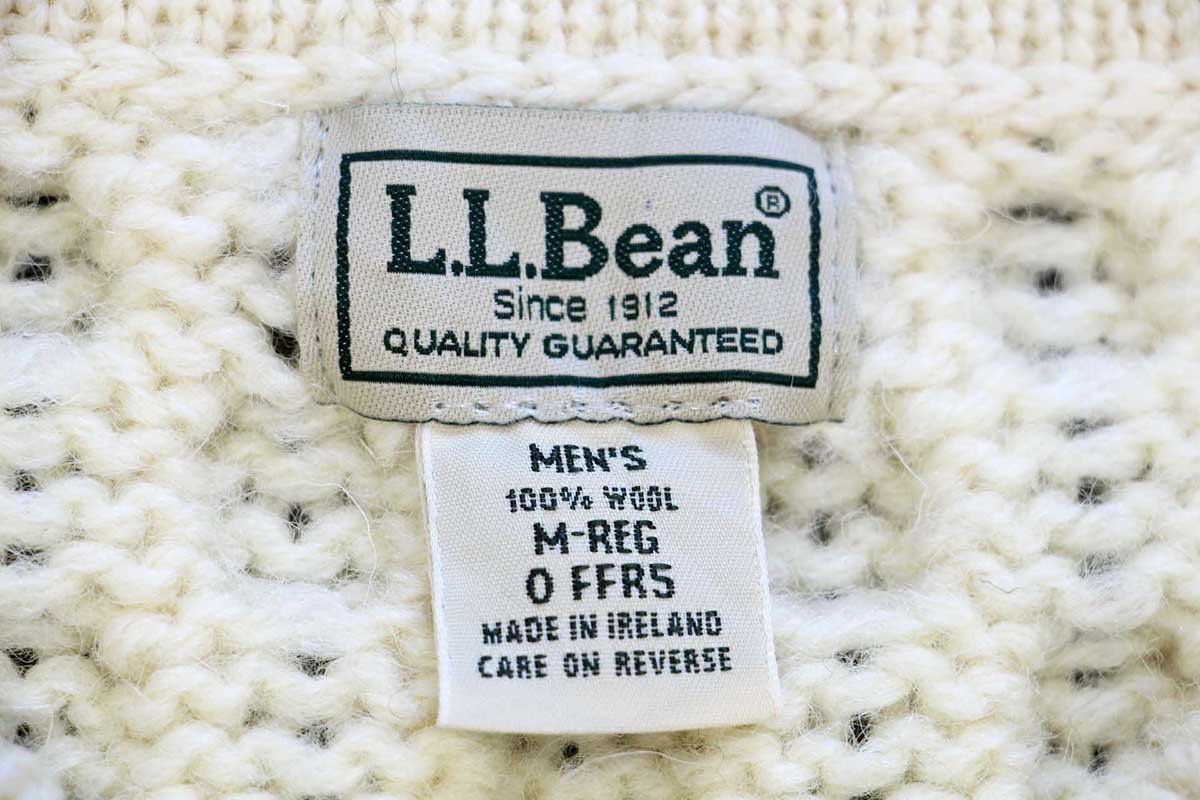 L.L.Bean®
Since 1912
QUALITY GUARANTEED
MEN'S
100% WOOL
M-REG
0 FFR5
MADE IN IRELAND
CARE ON REVERSE